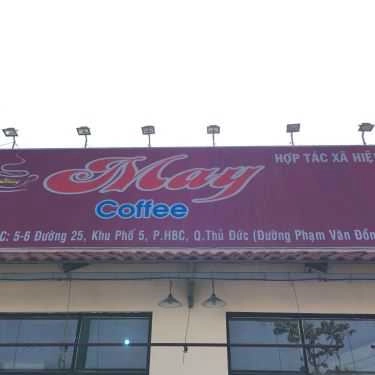 HỢP TÁC XÃ HIỆ
May
Coffee
C: 5-6 Đường 25, Khu Phố 5, P.HBC, Q.Thủ Đức (Đường Phạm Văn Đồn